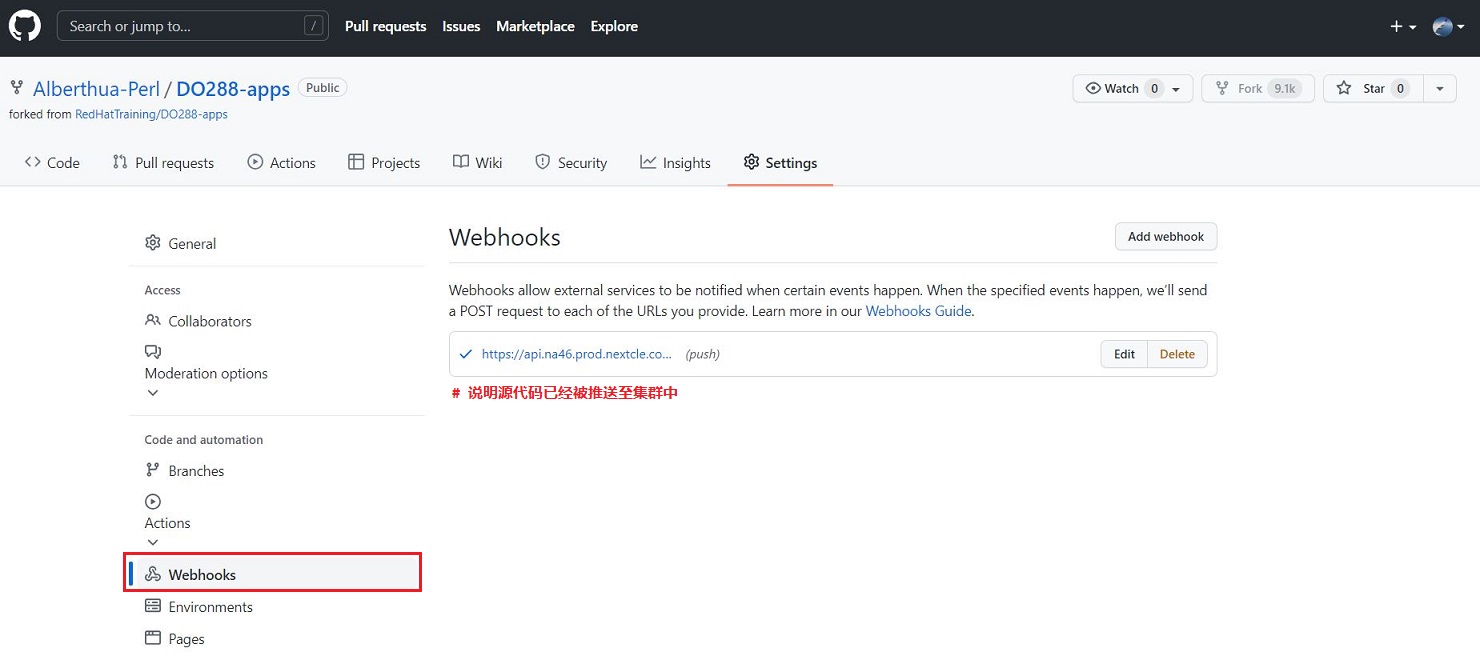 Search or jump to... /
Pull requests Issues Marketplace Explore
Alberthua-Perl / DO288-apps Public
Watch 0 Fork 9.1k Star 0
forked from RedHatTraining/DO288-apps
Code Pull requests Actions Projects Wiki Security Insights Settings
General
Access
Collaborators
Moderation options
Code and automation
Branches
Actions
Webhooks
Environments
Pages
Webhooks
Add webhook
Webhooks allow external services to be notified when certain events happen. When the specified events happen, we'll send
a POST request to each of the URLs you provide. Learn more in our Webhooks Guide.
https://api.na46.prod.nextcle.co... (push) Edit Delete
# 说明源代码已经被推送至集群中